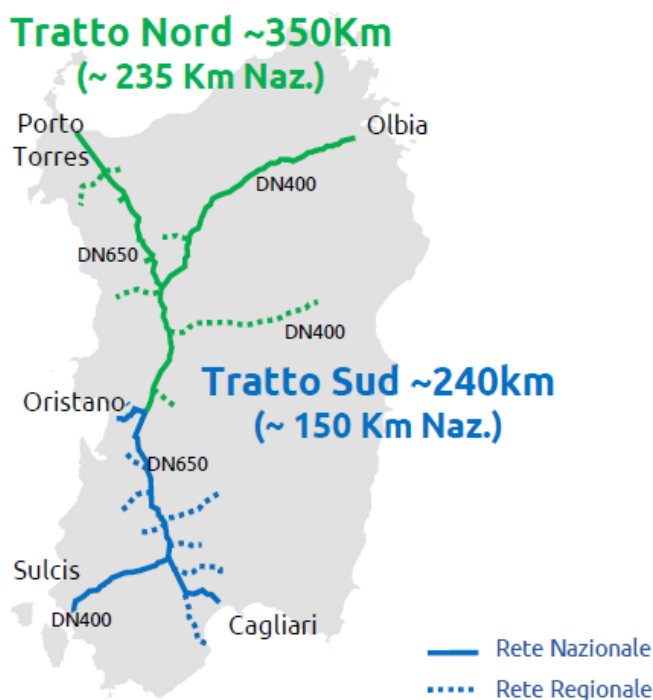 Tratto Nord ~350Km
(~ 235 Km Naz.)
Porto
Torres
Olbia
DN400
DN650
DN400
Tratto Sud ~240km
(~ 150 Km Naz.)
Oristano
DN650
Sulcis
DN400
Cagliari
Rete Nazionale
Rete Regionale